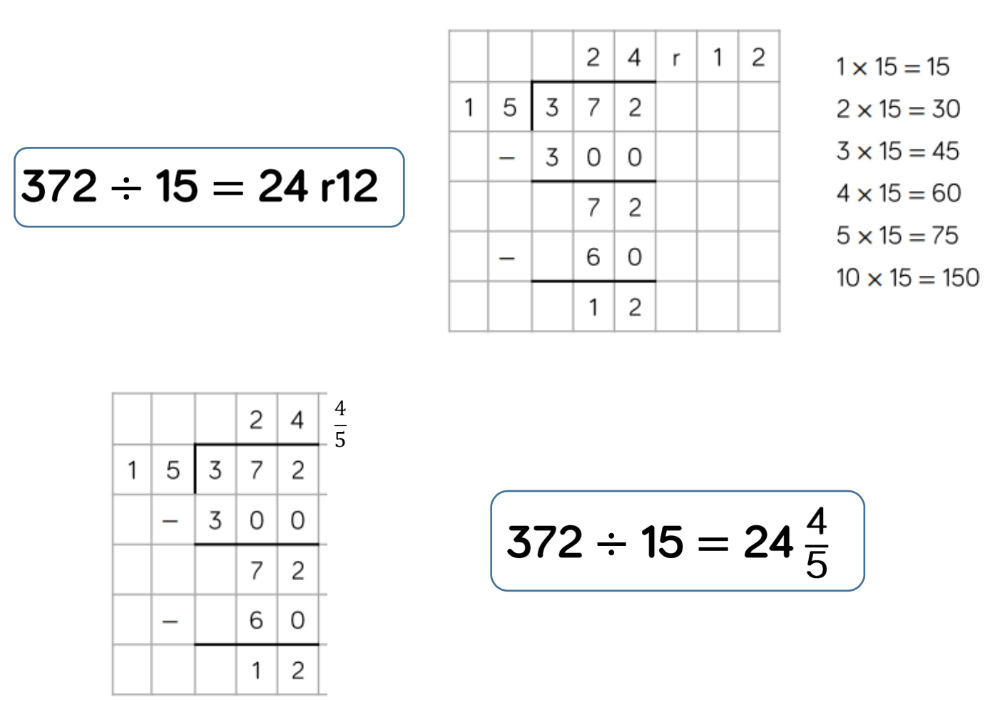 372 ÷ 15 = 24 r12
2 4 r 1 2
1 5 3 7 2
– 3 0 0
7 2
– 6 0
1 2
1 × 15 = 15
2 × 15 = 30
3 × 15 = 45
4 × 15 = 60
5 × 15 = 75
10 × 15 = 150
2 4 4/5
1 5 3 7 2
– 3 0 0
7 2
– 6 0
1 2
372 ÷ 15 = 24 4/5